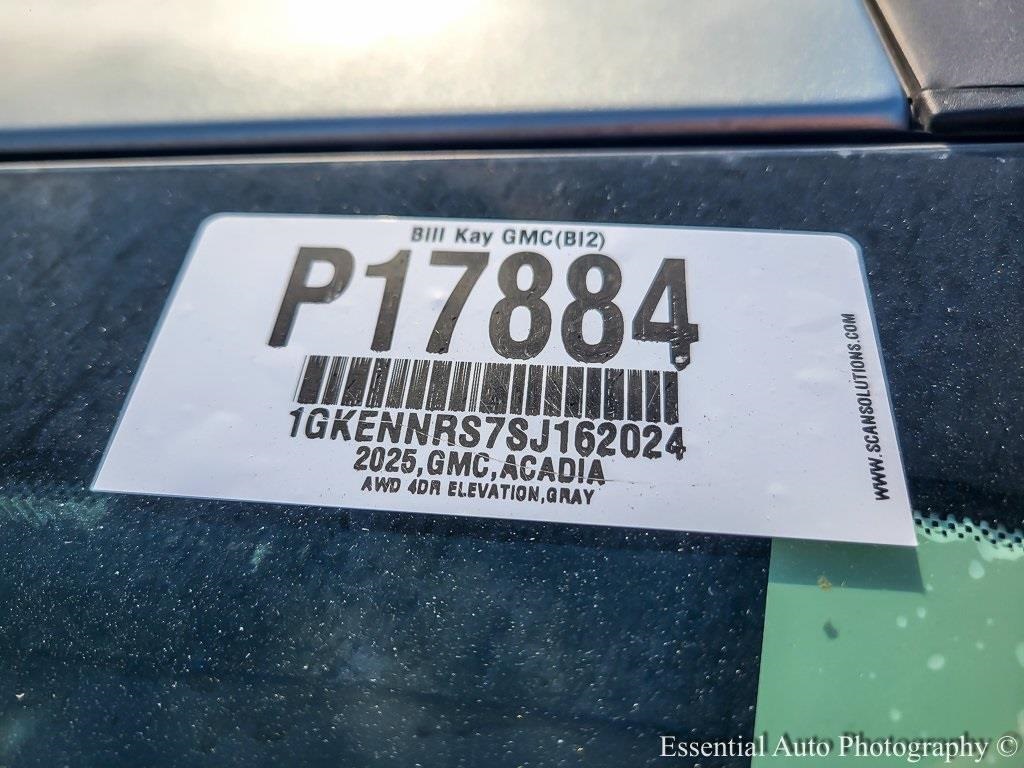 Bill Kay GMC(BI2)
P17884
1GKENNRS7SJ162024
2025,GMC,ACADIA
AWD 4DR ELEVATION,GRAY
WWW.SCANSOLUTIONS.COM
Essential Auto Photography ©